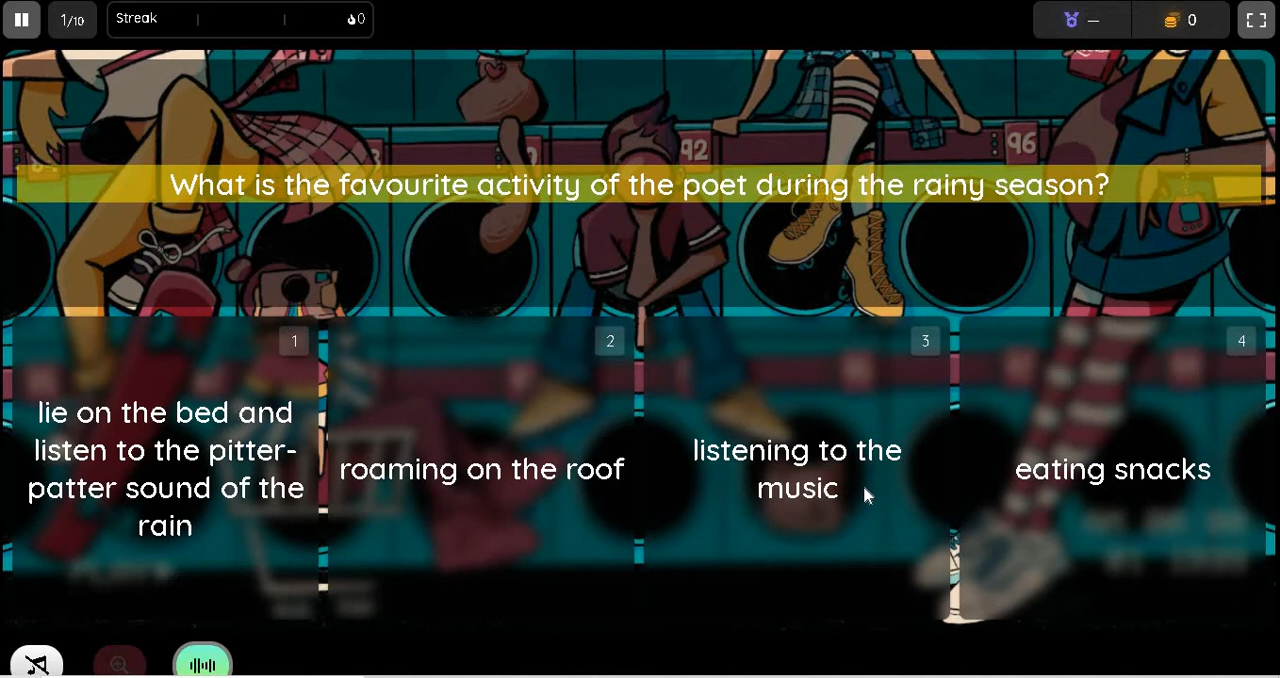 1/10
Streak
0
—
0
92
96
What is the favourite activity of the poet during the rainy season?
1
lie on the bed and
listen to the pitter-
patter sound of the
rain
2
roaming on the roof
3
listening to the
music
4
eating snacks